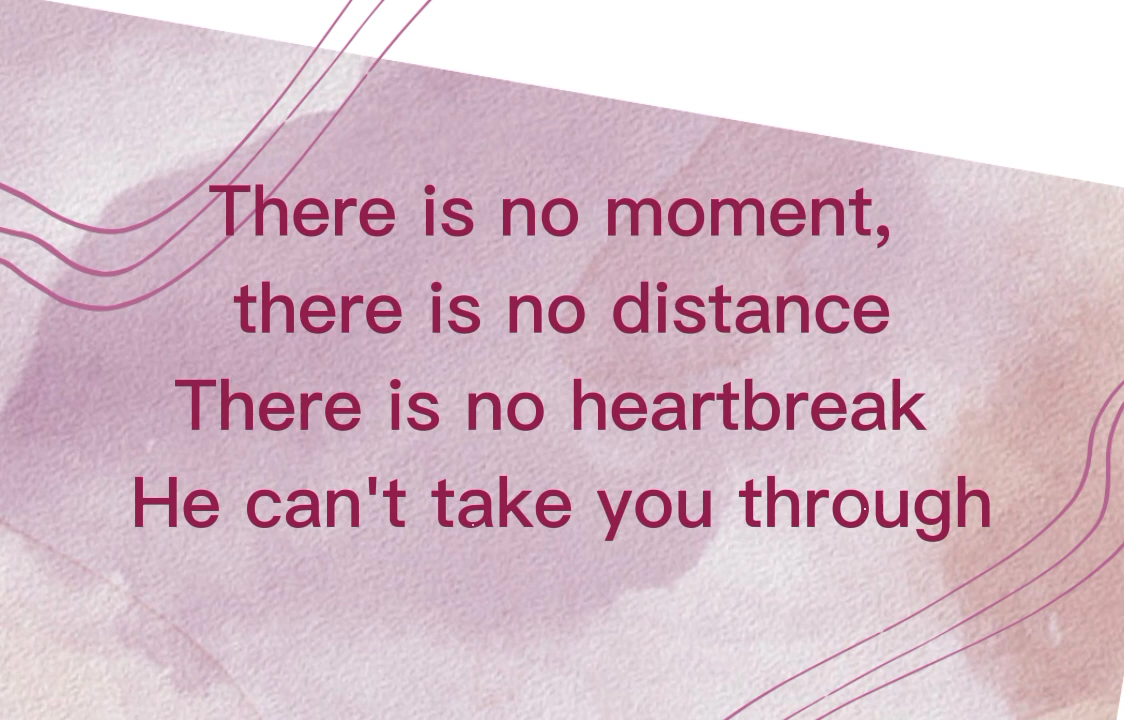 There is no moment,
there is no distance
There is no heartbreak
He can't take you through